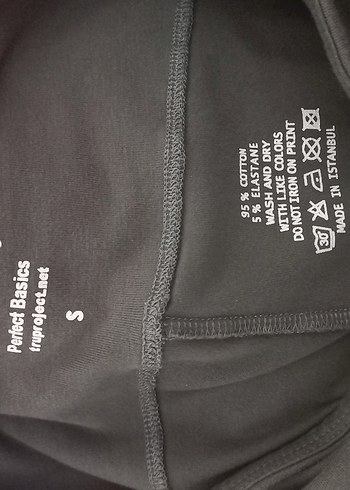 Perfect Basics
truproject.net
S
95% COTTON
5% ELASTANE
WASH AND DRY
WITH LIKE COLORS
DO NOT IRON ON PRINT
30
MADE IN ISTANBUL